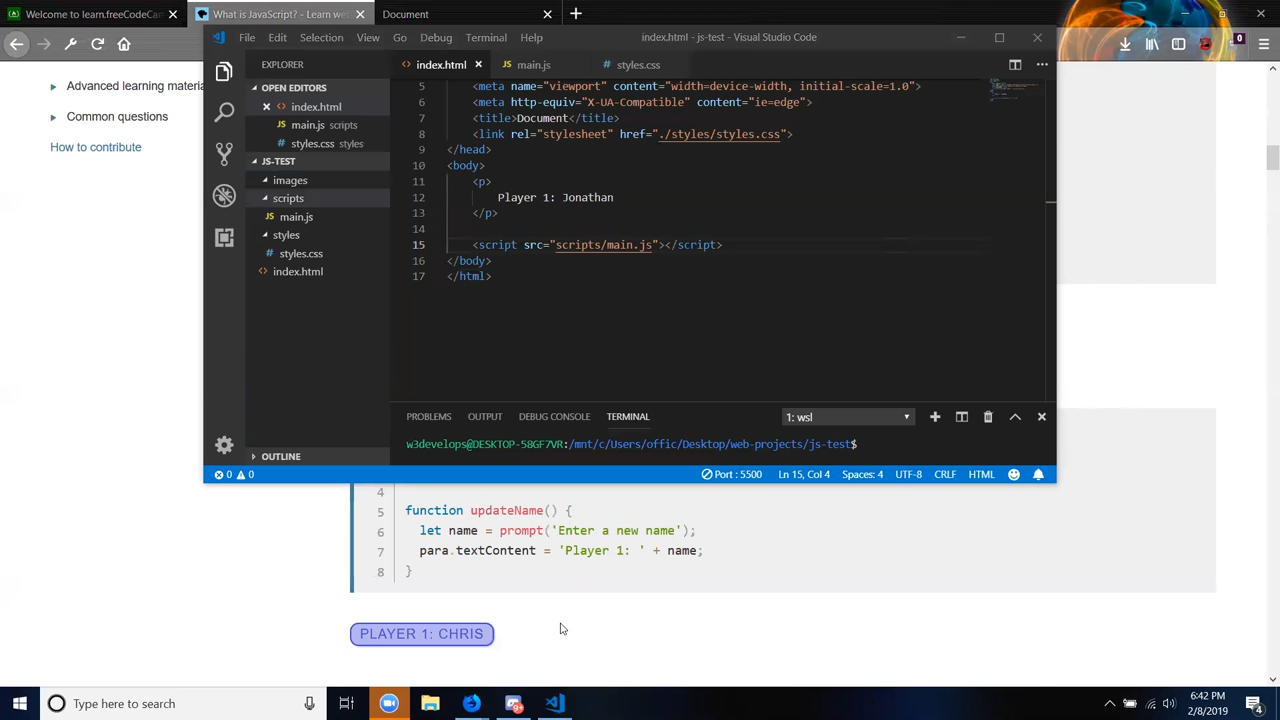 Welcome to learn.freeCodeCam
What is JavaScript? - Learn we
Document
0
File Edit Selection View Go Debug Terminal Help
index.html - js-test - Visual Studio Code
EXPLORER
index.html
main.js
styles.css
Advanced learning materia
Common questions
How to contribute
OPEN EDITORS
index.html
main.js scripts
styles.css styles
JS-TEST
images
scripts
main.js
styles
styles.css
index.html
OUTLINE
5 <meta name="viewport" content="width=device-width, initial-scale=1.0">
6 <meta http-equiv="X-UA-Compatible" content="ie=edge">
7 <title>Document</title>
8 <link rel="stylesheet" href="./styles/styles.css">
9 </head>
10 <body>
11 <p>
12 Player 1: Jonathan
13 </p>
14
15 <script src="scripts/main.js"></script>
16 </body>
17 </html>
PROBLEMS OUTPUT DEBUG CONSOLE TERMINAL
1: wsl
w3develops@DESKTOP-58GF7VR:/mnt/c/Users/offic/Desktop/web-projects/js-test$
0 0
Port : 5500
Ln 15, Col 4
Spaces: 4
UTF-8
CRLF
HTML
4
5 function updateName() {
6 let name = prompt('Enter a new name');
7 para.textContent = 'Player 1: ' + name;
8 }
PLAYER 1: CHRIS
Type here to search
6:42 PM
2/8/2019
4